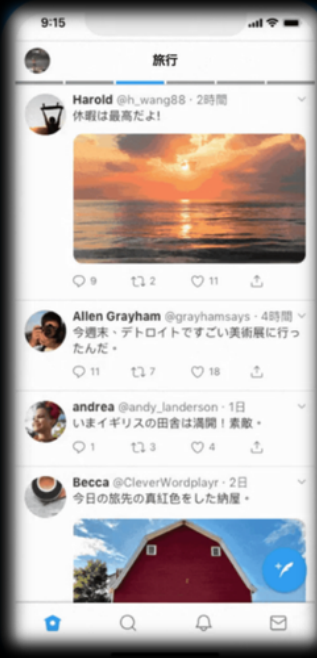 9:15
旅行
Harold @h_wang88 · 2時間
休暇は最高だよ!
9 2 11
Allen Grayham @grayhamsays · 4時間
今週末、デトロイトですごい美術展に行っ
たんだ。
11 7 18
andrea @andy_landerson · 1日
いまイギリスの田舎は満開！素敵。
1 3 4
Becca @CleverWordplayr · 2日
今日の旅先の真紅色をした納屋。